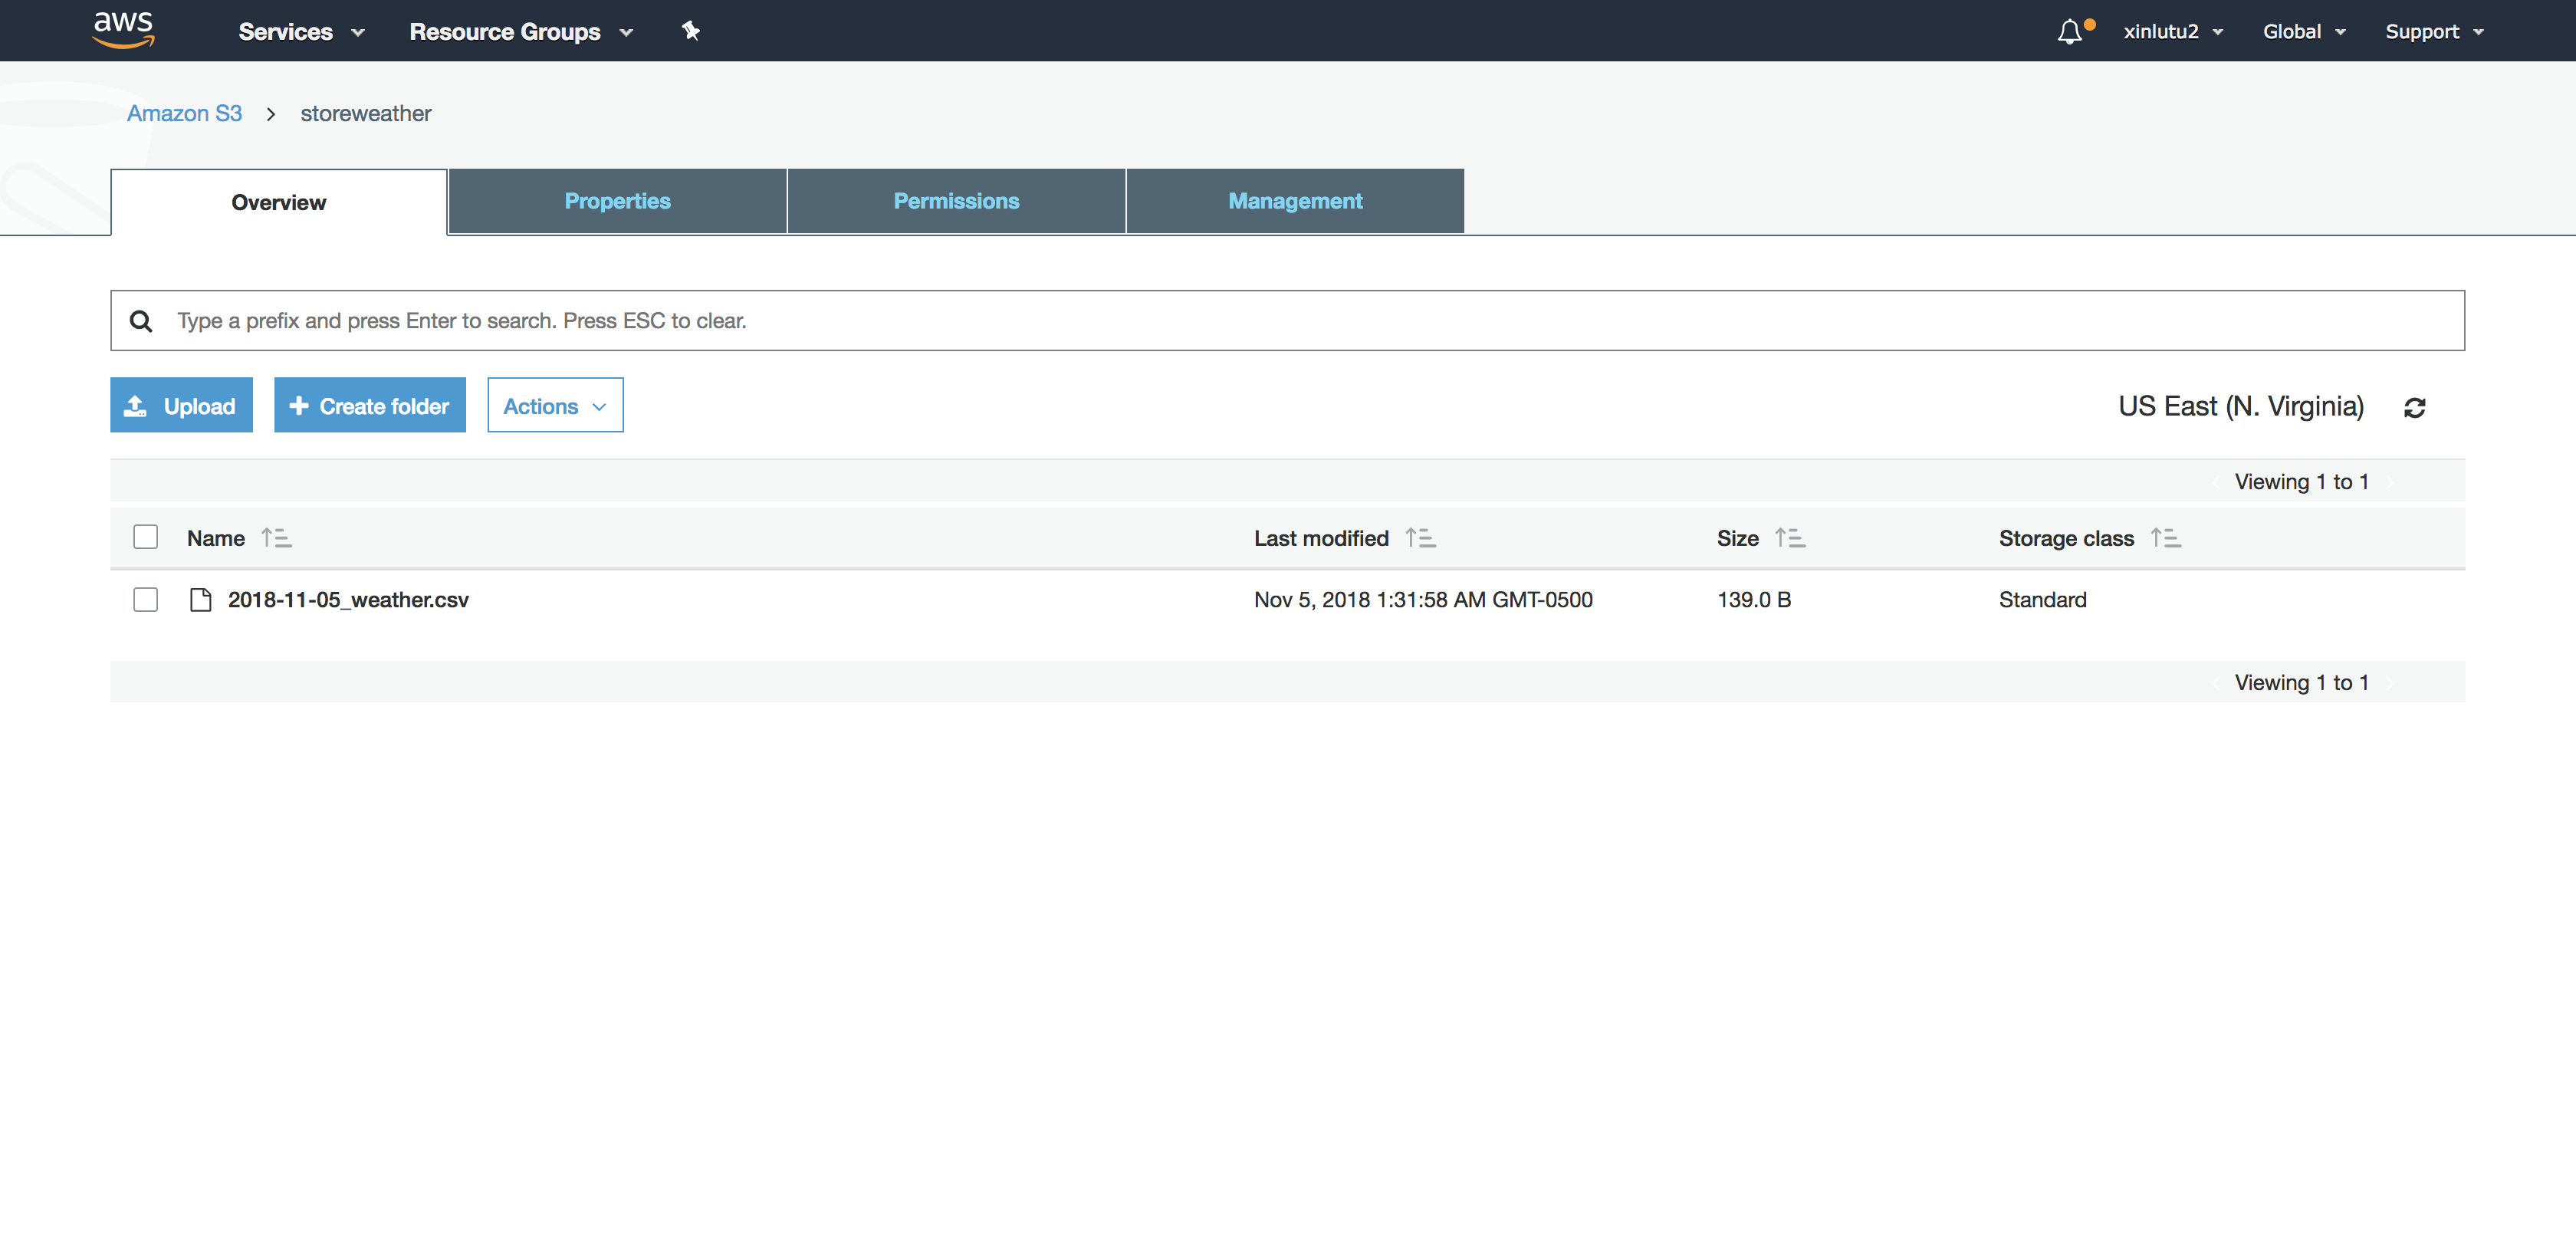 aws Services Resource Groups xinlutu2 Global Support
Amazon S3 > storeweather
Overview Properties Permissions Management
Type a prefix and press Enter to search. Press ESC to clear.
Upload + Create folder Actions US East (N. Virginia)
Viewing 1 to 1
Name Last modified Size Storage class
2018-11-05_weather.csv Nov 5, 2018 1:31:58 AM GMT-0500 139.0 B Standard
Viewing 1 to 1